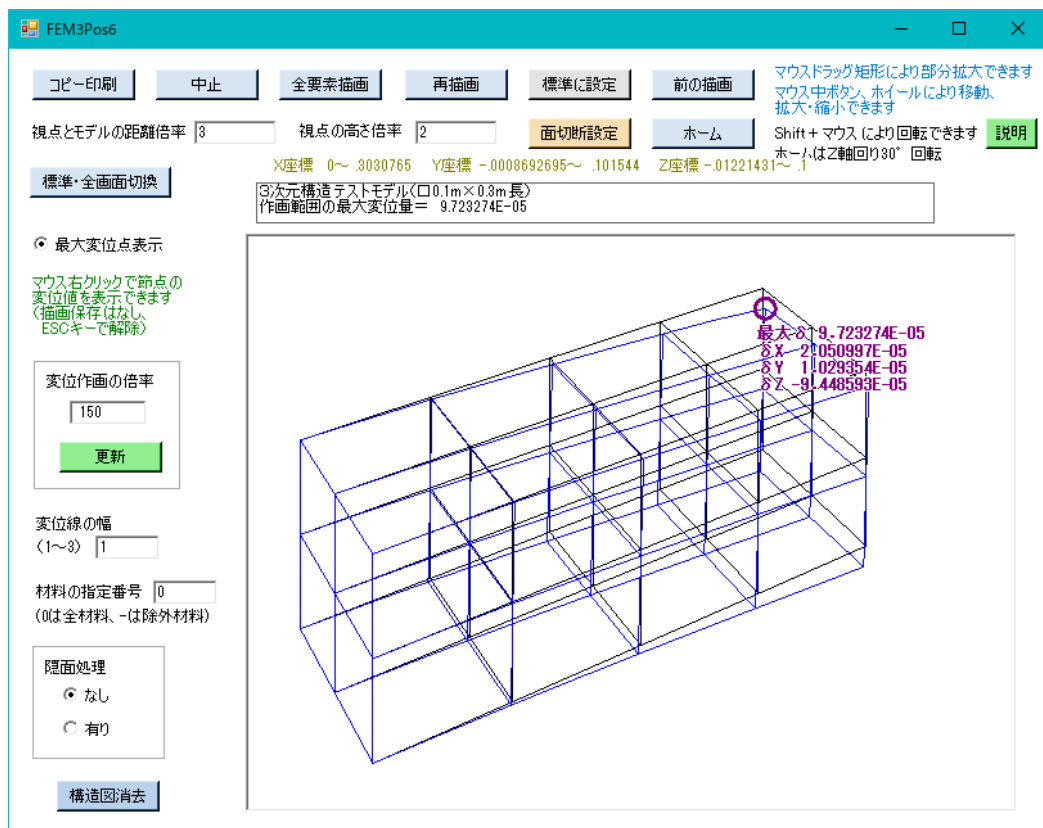 FEM3Pos6
コピー印刷 中止 全要素描画 再描画 標準に設定 前の描画
マウスドラッグ矩形により部分拡大できます
マウス中ボタン、ホイールにより移動、
拡大・縮小できます
視点とモデルの距離倍率 3 視点の高さ倍率 2 面切断設定 ホーム
Shift + マウス により回転できます 説明
ホームはZ軸回り30° 回転
X座標 0～ .3030765 Y座標 -.0008692695～ .101544 Z座標 -.01221431～ .1
標準・全画面切換
3次元構造テストモデル(口0.1m×0.3m長)
作画範囲の最大変位量＝ 9.723274E-05
最大変位点表示
マウス右クリックで節点の
変位値を表示できます
(描画保存はなし、
ESCキーで解除)
最大δ 9.723274E-05
δX 2.050997E-05
δY 1.029354E-05
δZ -9.448593E-05
変位作画の倍率
150
更新
変位線の幅
(1～3) 1
材料の指定番号 0
(0は全材料、-は除外材料)
隠面処理
なし
有り
構造図消去